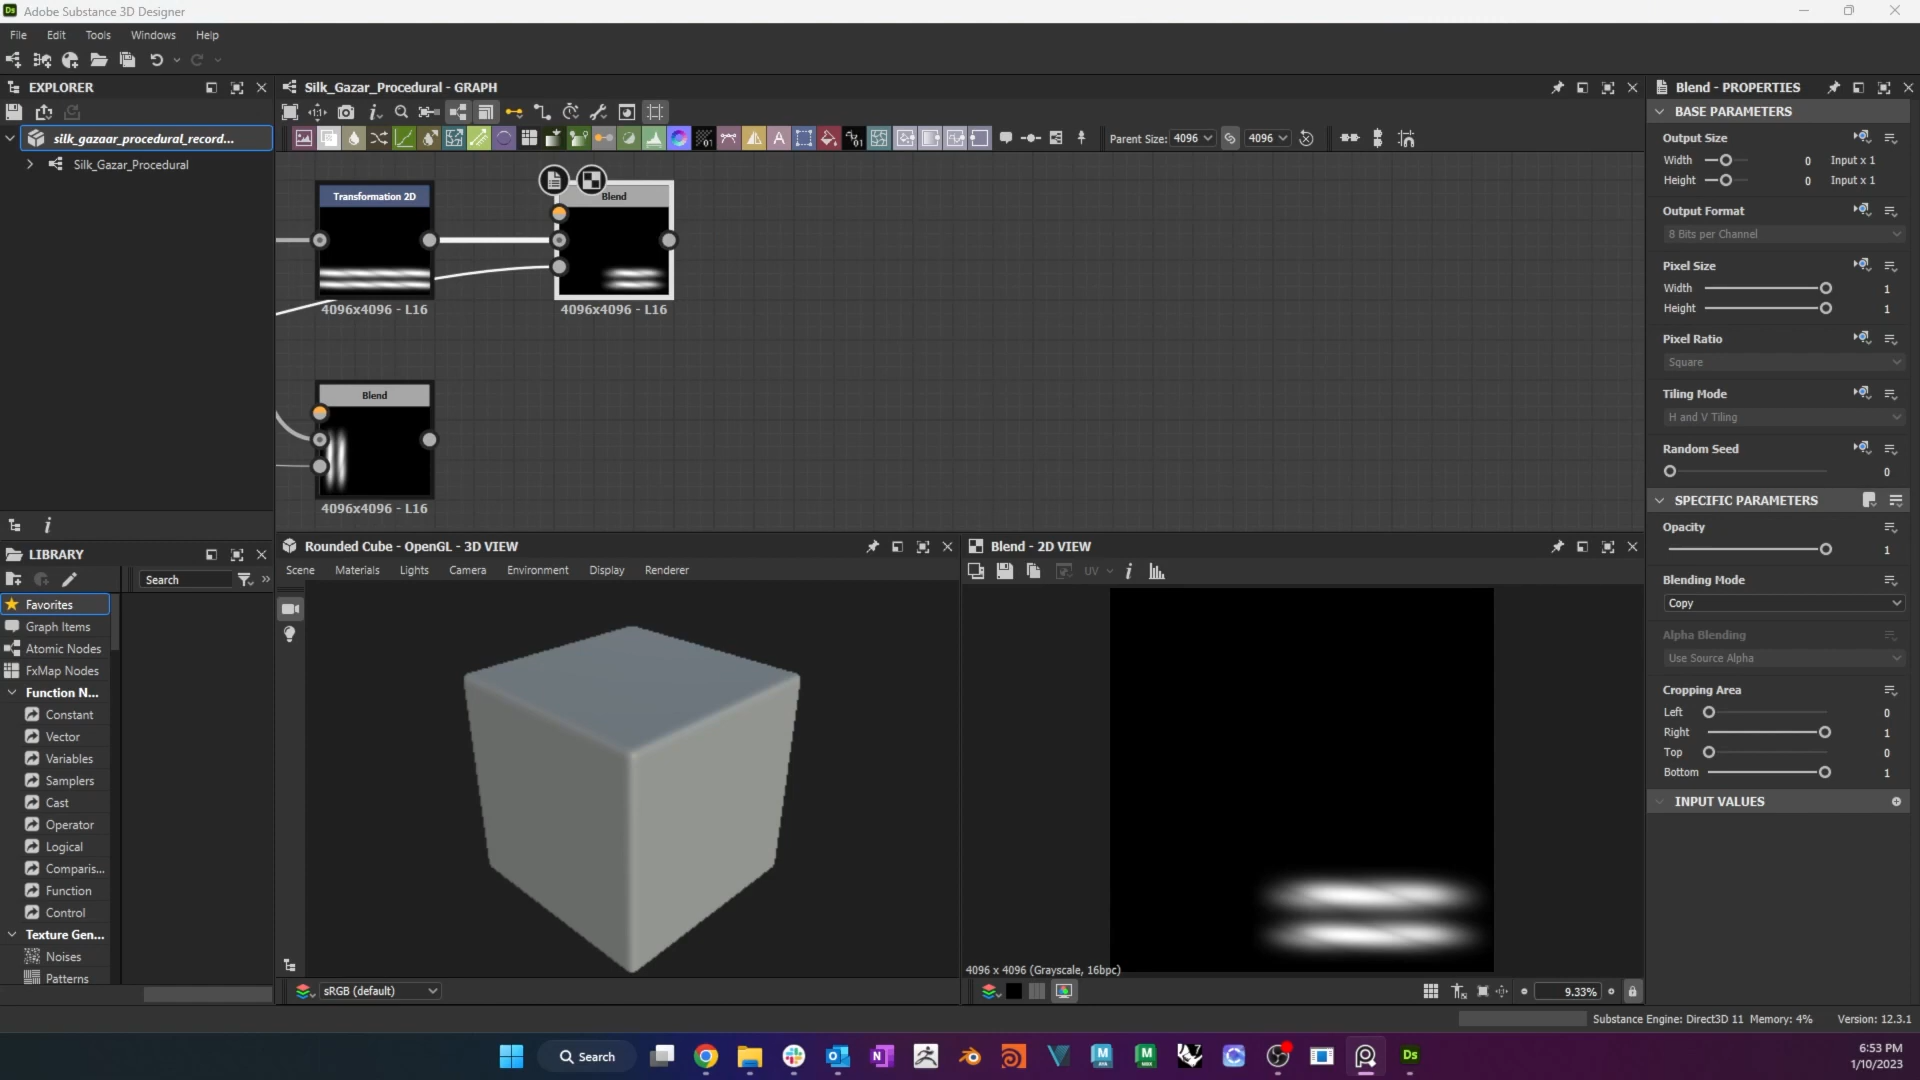 Adobe Substance 3D Designer
File Edit Tools Windows Help
EXPLORER
silk_gazaar_procedural_record...
Silk_Gazar_Procedural
Silk_Gazar_Procedural - GRAPH
Parent Size: 4096 4096
Transformation 2D
4096x4096 - L16
Blend
4096x4096 - L16
Blend
4096x4096 - L16
LIBRARY
Search
Favorites
Graph Items
Atomic Nodes
FxMap Nodes
Function N...
Constant
Vector
Variables
Samplers
Cast
Operator
Logical
Comparis...
Function
Control
Texture Gen...
Noises
Patterns
Rounded Cube - OpenGL - 3D VIEW
Scene Materials Lights Camera Environment Display Renderer
sRGB (default)
Blend - 2D VIEW
UV
4096 x 4096 (Grayscale, 16bpc)
9.33%
Blend - PROPERTIES
BASE PARAMETERS
Output Size
Width 0 Input x 1
Height 0 Input x 1
Output Format
8 Bits per Channel
Pixel Size
Width 1
Height 1
Pixel Ratio
Square
Tiling Mode
H and V Tiling
Random Seed
0
SPECIFIC PARAMETERS
Opacity
1
Blending Mode
Copy
Alpha Blending
Use Source Alpha
Cropping Area
Left 0
Right 1
Top 0
Bottom 1
INPUT VALUES
Substance Engine: Direct3D 11 Memory: 4% Version: 12.3.1
Search
6:53 PM
1/10/2023